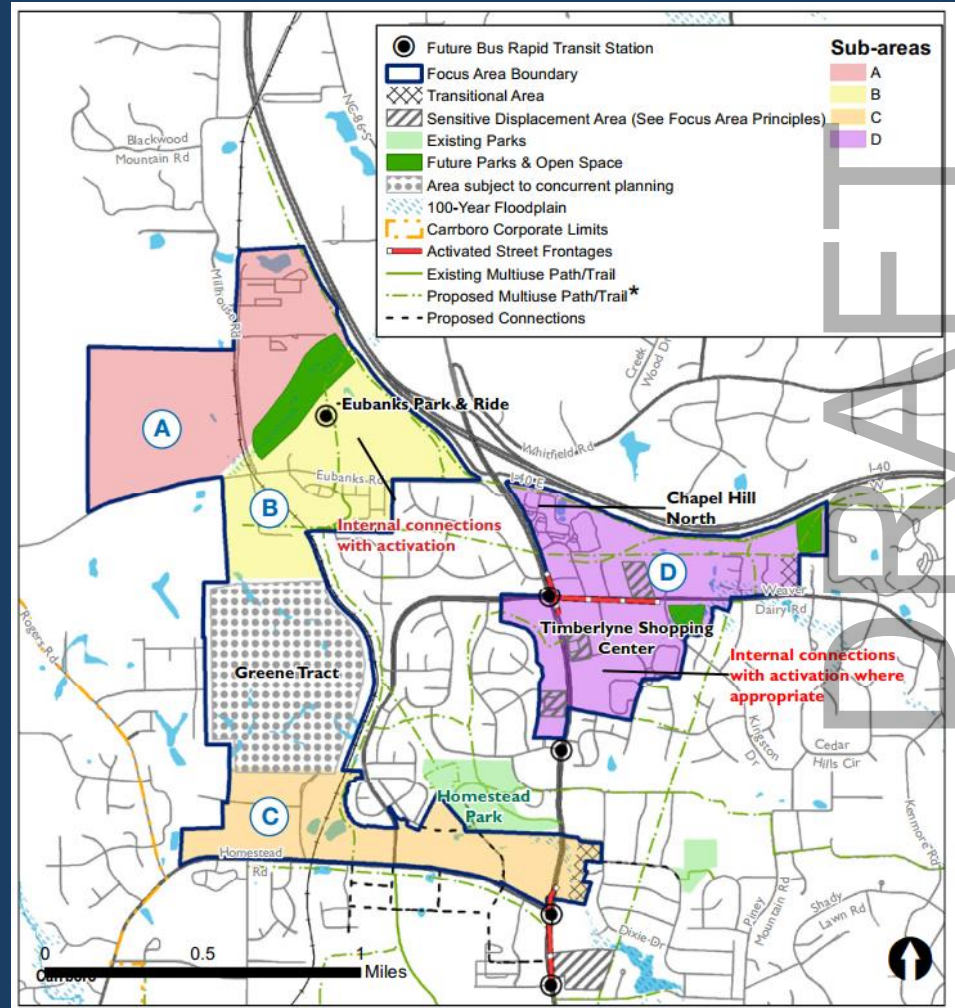 Future Bus Rapid Transit Station
Focus Area Boundary
Transitional Area
Sensitive Displacement Area (See Focus Area Principles)
Existing Parks
Future Parks & Open Space
Area subject to concurrent planning
100-Year Floodplain
Carrboro Corporate Limits
Activated Street Frontages
Existing Multiuse Path/Trail
Proposed Multiuse Path/Trail*
Proposed Connections
Sub-areas
A
B
C
D
DRAFT
NC-86-S
Blackwood
Mountain Rd
Millhouse Rd
Creek
Wood Dr
A
Eubanks Park & Ride
Whitfield Rd
I-40
W
I-40 E
Eubanks Rd
Chapel Hill
North
B
Internal connections
with activation
D
Weaver
Dairy Rd
Rogers Rd
Timberlyne Shopping
Center
Greene Tract
Internal connections
with activation where
appropriate
Kingston
Dr
Cedar
Hills Cir
Homestead
Park
C
Kenmore Rd
Homestead
Rd
Piney
Mountain Rd
Shady
Lawn Rd
Dixie Dr
0 0.5 1
Miles
Carrboro